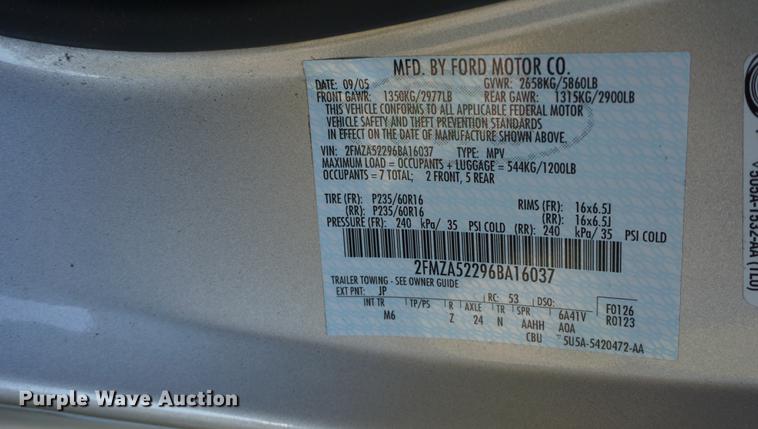 MFD. BY FORD MOTOR CO.
DATE: 09/05 GVWR: 2658KG/5860LB
FRONT GAWR: 1350KG/2977LB REAR GAWR: 1315KG/2900LB
THIS VEHICLE CONFORMS TO ALL APPLICABLE FEDERAL MOTOR
VEHICLE SAFETY AND THEFT PREVENTION STANDARDS
IN EFFECT ON THE DATE OF MANUFACTURE SHOWN ABOVE.
VIN: 2FMZA52296BA16037 TYPE: MPV
MAXIMUM LOAD = OCCUPANTS + LUGGAGE = 544KG/1200LB
OCCUPANTS = 7 TOTAL; 2 FRONT, 5 REAR
TIRE (FR): P235/60R16 RIMS (FR): 16x6.5J
(RR): P235/60R16 (RR): 16x6.5J
PRESSURE (FR): 240 kPa/ 35 PSI COLD (RR): 240 kPa/ 35 PSI COLD
2FMZA52296BA16037
TRAILER TOWING - SEE OWNER GUIDE
EXT PNT: JP RC: 53 DSO: F0126
INT TR TP/PS R AXLE TR SPR 6A41V R0123
M6 Z 24 N AAHH AOA
CBU 5U5A-5420472-AA
V5U5A-1532-AA (TLU)
Purple Wave Auction